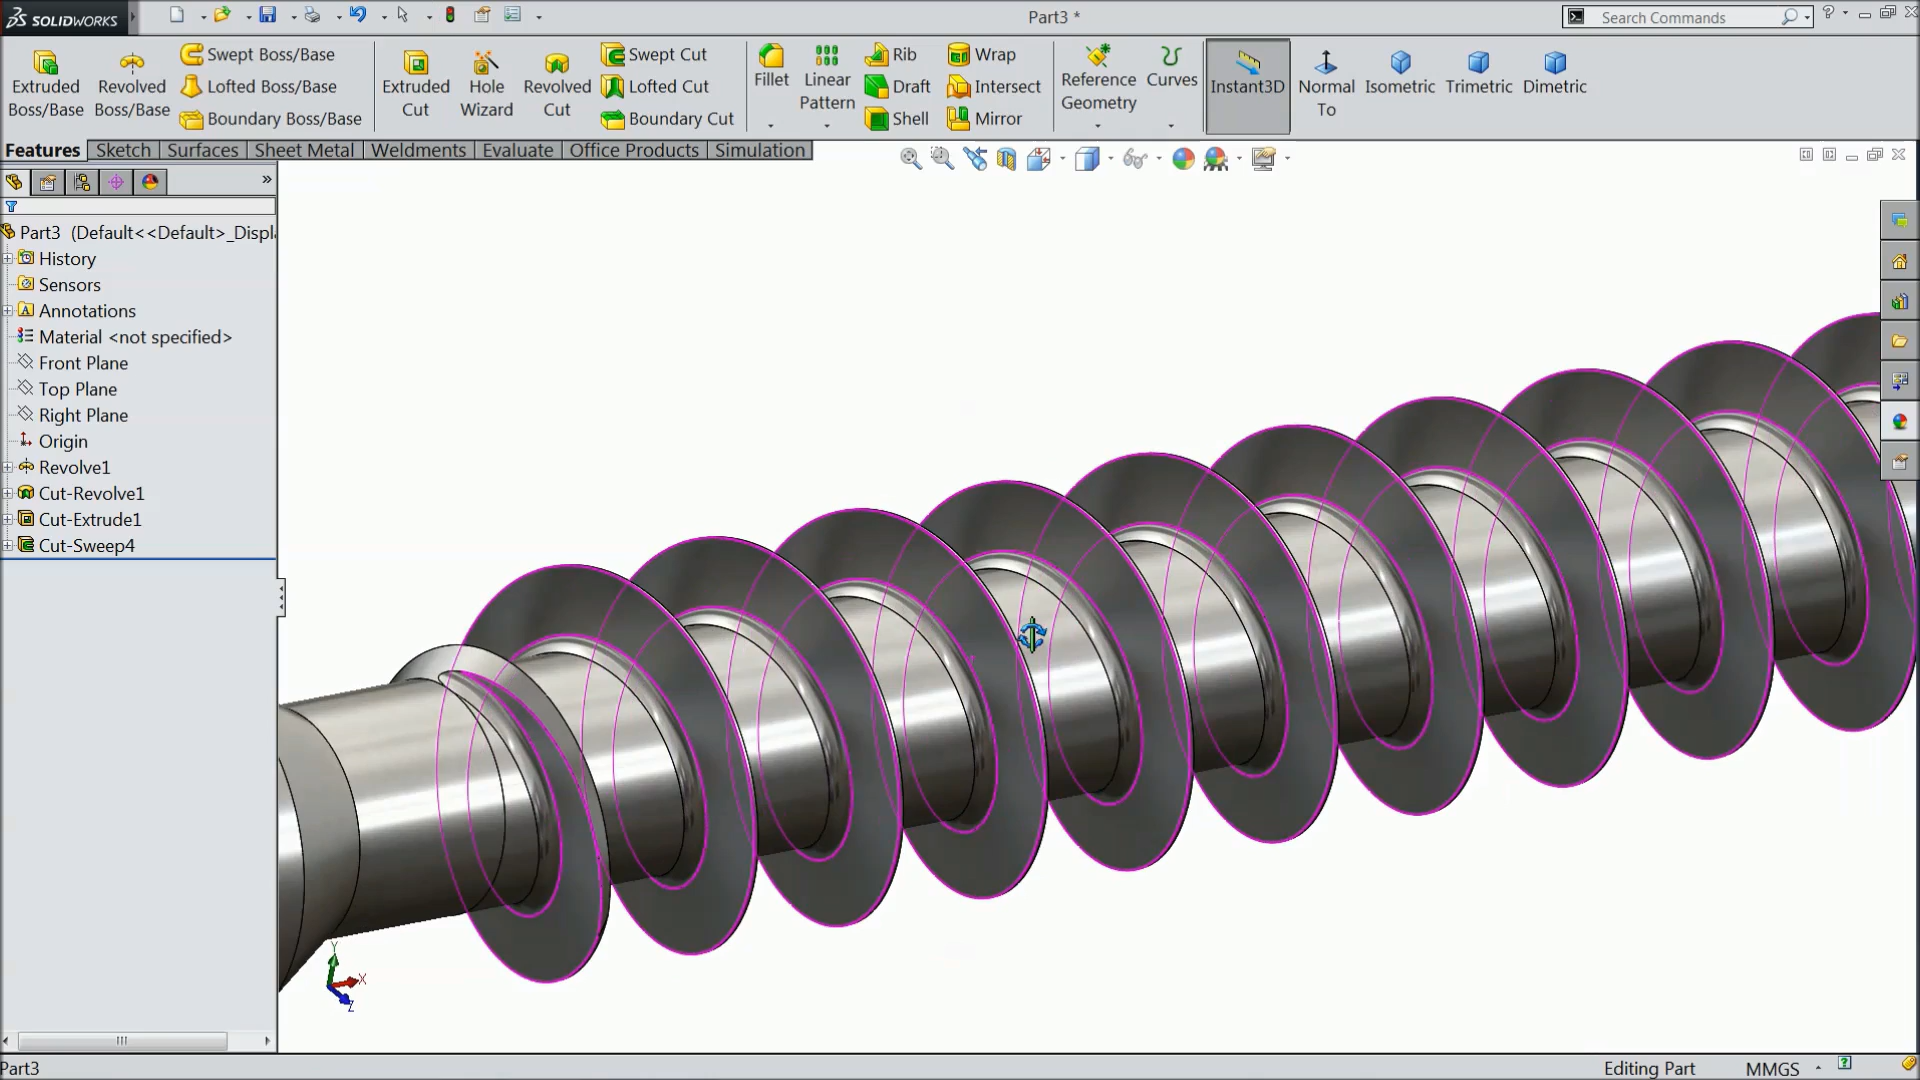 SOLIDWORKS
Part3 *
Search Commands
Extruded Boss/Base
Revolved Boss/Base
Swept Boss/Base
Lofted Boss/Base
Boundary Boss/Base
Extruded Cut
Hole Wizard
Revolved Cut
Swept Cut
Lofted Cut
Boundary Cut
Fillet
Linear Pattern
Rib
Draft
Shell
Wrap
Intersect
Mirror
Reference Geometry
Curves
Instant3D
Normal To
Isometric
Trimetric
Dimetric
Features
Sketch
Surfaces
Sheet Metal
Weldments
Evaluate
Office Products
Simulation
Part3 (Default<<Default>_Displ
History
Sensors
Annotations
Material <not specified>
Front Plane
Top Plane
Right Plane
Origin
Revolve1
Cut-Revolve1
Cut-Extrude1
Cut-Sweep4
Y
X
Z
Part3
Editing Part
MMGS